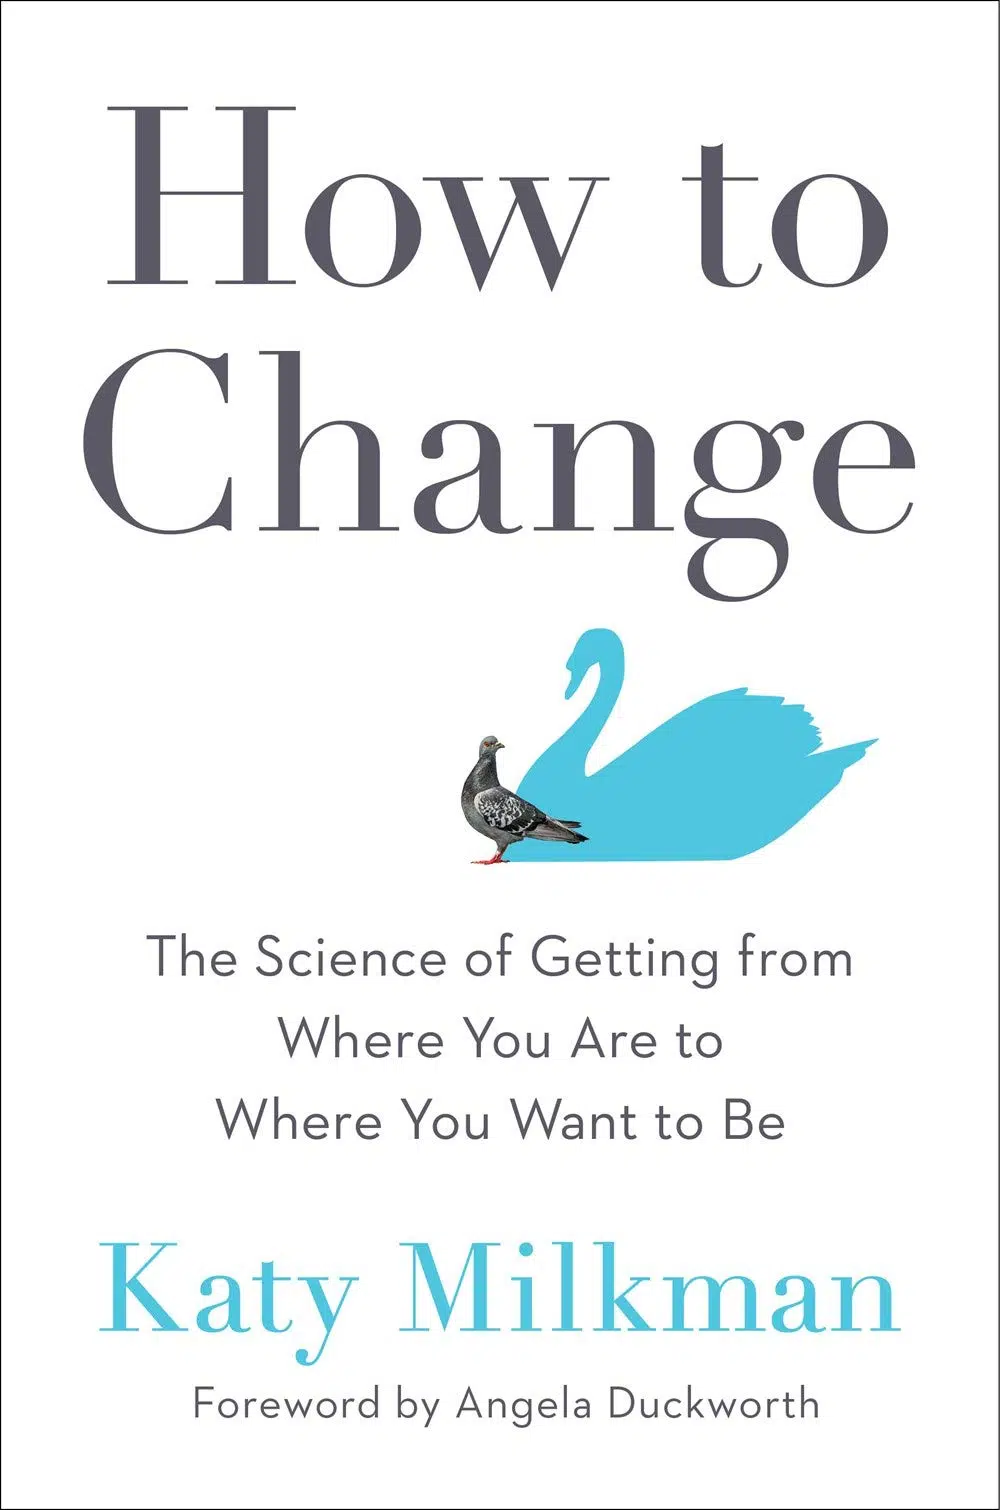 How to
Change
The Science of Getting from
Where You Are to
Where You Want to Be
Katy Milkman
Foreword by Angela Duckworth